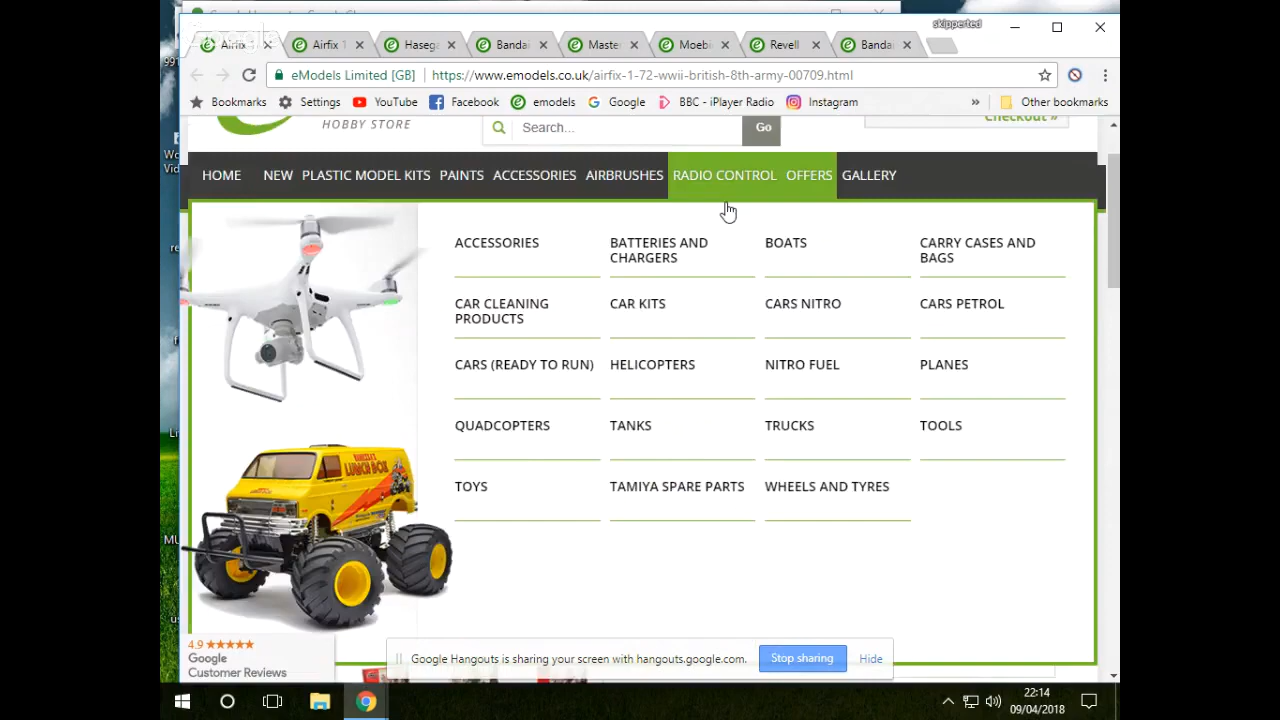 skipperted
Google
Airfix
Airfix 1
Haseg
Bandai
Master
Moebi
Revell
Banda
eModels Limited [GB]
https://www.emodels.co.uk/airfix-1-72-wwii-british-8th-army-00709.html
Bookmarks
Settings
YouTube
Facebook
emodels
Google
BBC - iPlayer Radio
Instagram
»
Other bookmarks
HOBBY STORE
Search...
Go
Checkout »
HOME
NEW
PLASTIC MODEL KITS
PAINTS
ACCESSORIES
AIRBRUSHES
RADIO CONTROL
OFFERS
GALLERY
ACCESSORIES
BATTERIES AND
CHARGERS
BOATS
CARRY CASES AND
BAGS
CAR CLEANING
PRODUCTS
CAR KITS
CARS NITRO
CARS PETROL
CARS (READY TO RUN)
HELICOPTERS
NITRO FUEL
PLANES
QUADCOPTERS
TANKS
TRUCKS
TOOLS
TOYS
TAMIYA SPARE PARTS
WHEELS AND TYRES
LUNCH BOX
4.9
Google
Customer Reviews
Google Hangouts is sharing your screen with hangouts.google.com.
Stop sharing
Hide
22:14
09/04/2018